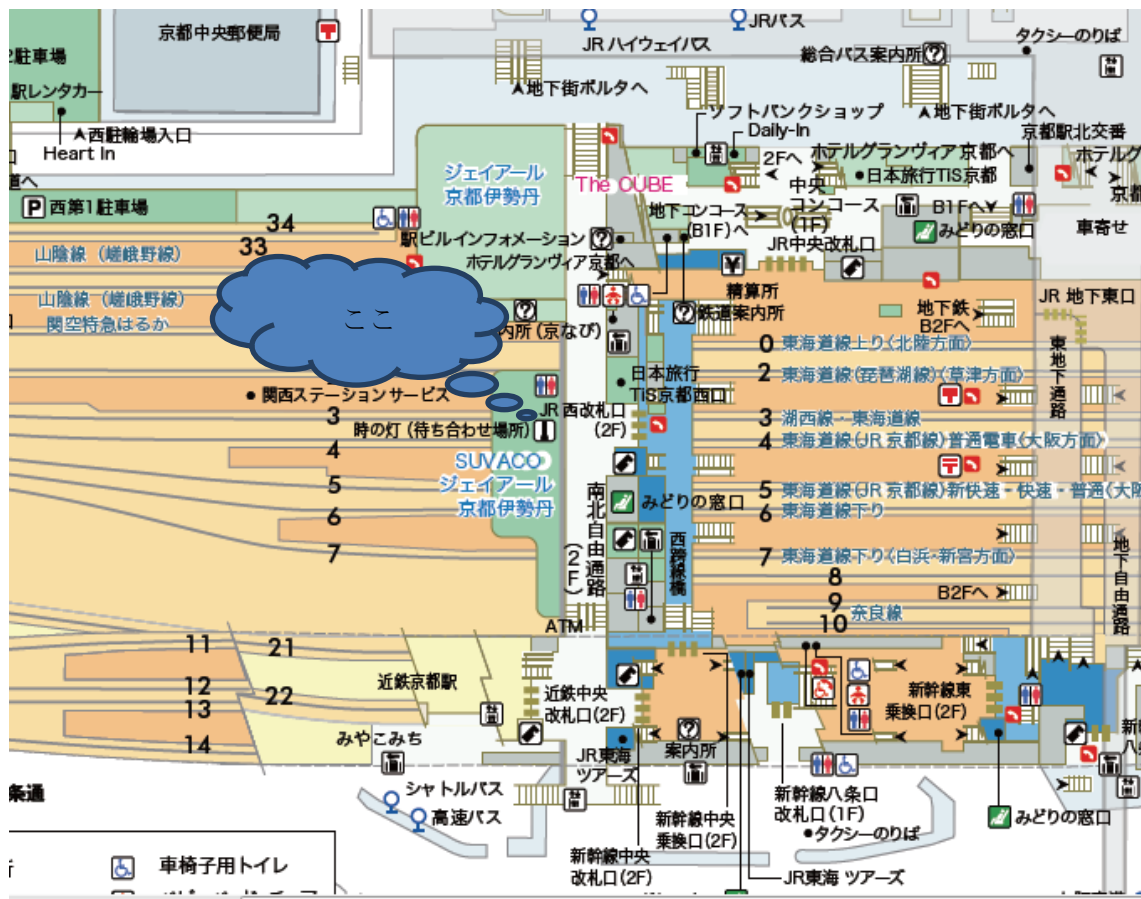 京都中央郵便局
JRバス
JR ハイウェイバス
総合バス案内所
タクシーのりば
駐車場
駅レンタカー
地下街ポルタへ
地下街ポルタへ
ソフトバンクショップ
Daily-In
西駐輪場入口
Heart In
京都駅北交番
2Fへ
ホテルグランヴィア京都へ
日本旅行TIS京都
ジェイアール
京都伊勢丹
The CUBE
中央
コンコース
(1F)
P 西第1駐車場
地下コンコース
(B1F)へ
B1Fへ
みどりの窓口
車寄せ
34
駅ビルインフォメーション
JR中央改札口
33
山陰線（嵯峨野線）
ホテルグランヴィア京都へ
精算所
山陰線（嵯峨野線）
関空特急はるか
JR 地下東口
鉄道案内所
地下鉄
B2Fへ
内所(京なび)
ここ
0 東海道線上り〈北陸方面〉
東地下通路
2 東海道線(琵琶湖線)〈草津方面〉
日本旅行
TIS京都西口
関西ステーションサービス
JR 西改札口
(2F)
3
3 湖西線・東海道線
時の灯 (待ち合わせ場所)
4
4 東海道線(JR 京都線)普通電車〈大阪方面〉
SUVACO
ジェイアール
京都伊勢丹
5
5 東海道線(JR 京都線)新快速・快速・普通〈大阪
みどりの窓口
南北自由通路(2F)
西跨線橋
6
6 東海道線下り
7
7 東海道線下り〈白浜・新宮方面〉
地下自由通路
8
B2Fへ
9
奈良線
10
ATM
11
21
12
22
13
14
近鉄京都駅
近鉄中央
改札口(2F)
新幹線東
乗換口(2F)
みやこみち
JR東海
ツアーズ
案内所
条通
シャトルバス
高速バス
新幹線中央
乗換口(2F)
新幹線八条口
改札口(1F)
タクシーのりば
みどりの窓口
新幹線中央
改札口(2F)
JR東海 ツアーズ
車椅子用トイレ